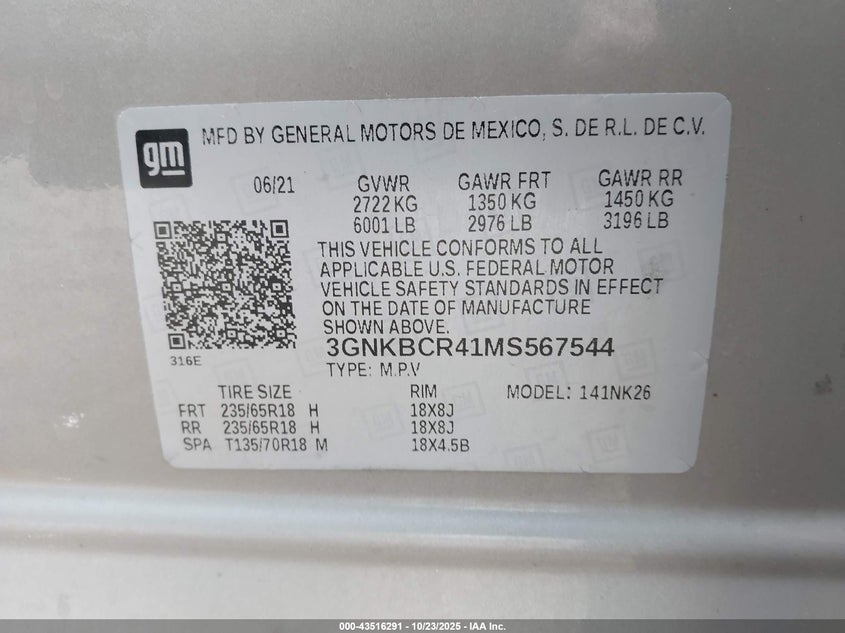 gm
MFD BY GENERAL MOTORS DE MEXICO, S. DE R.L. DE C.V.
06/21 GVWR GAWR FRT GAWR RR
2722 KG 1350 KG 1450 KG
6001 LB 2976 LB 3196 LB
THIS VEHICLE CONFORMS TO ALL
APPLICABLE U.S. FEDERAL MOTOR
VEHICLE SAFETY STANDARDS IN EFFECT
ON THE DATE OF MANUFACTURE
SHOWN ABOVE.
316E
3GNKBCR41MS567544
TYPE: M.P.V
TIRE SIZE RIM MODEL: 141NK26
FRT 235/65R18 H 18X8J
RR 235/65R18 H 18X8J
SPA T135/70R18 M 18X4.5B
000-43516291 - 10/23/2025 - IAA Inc.